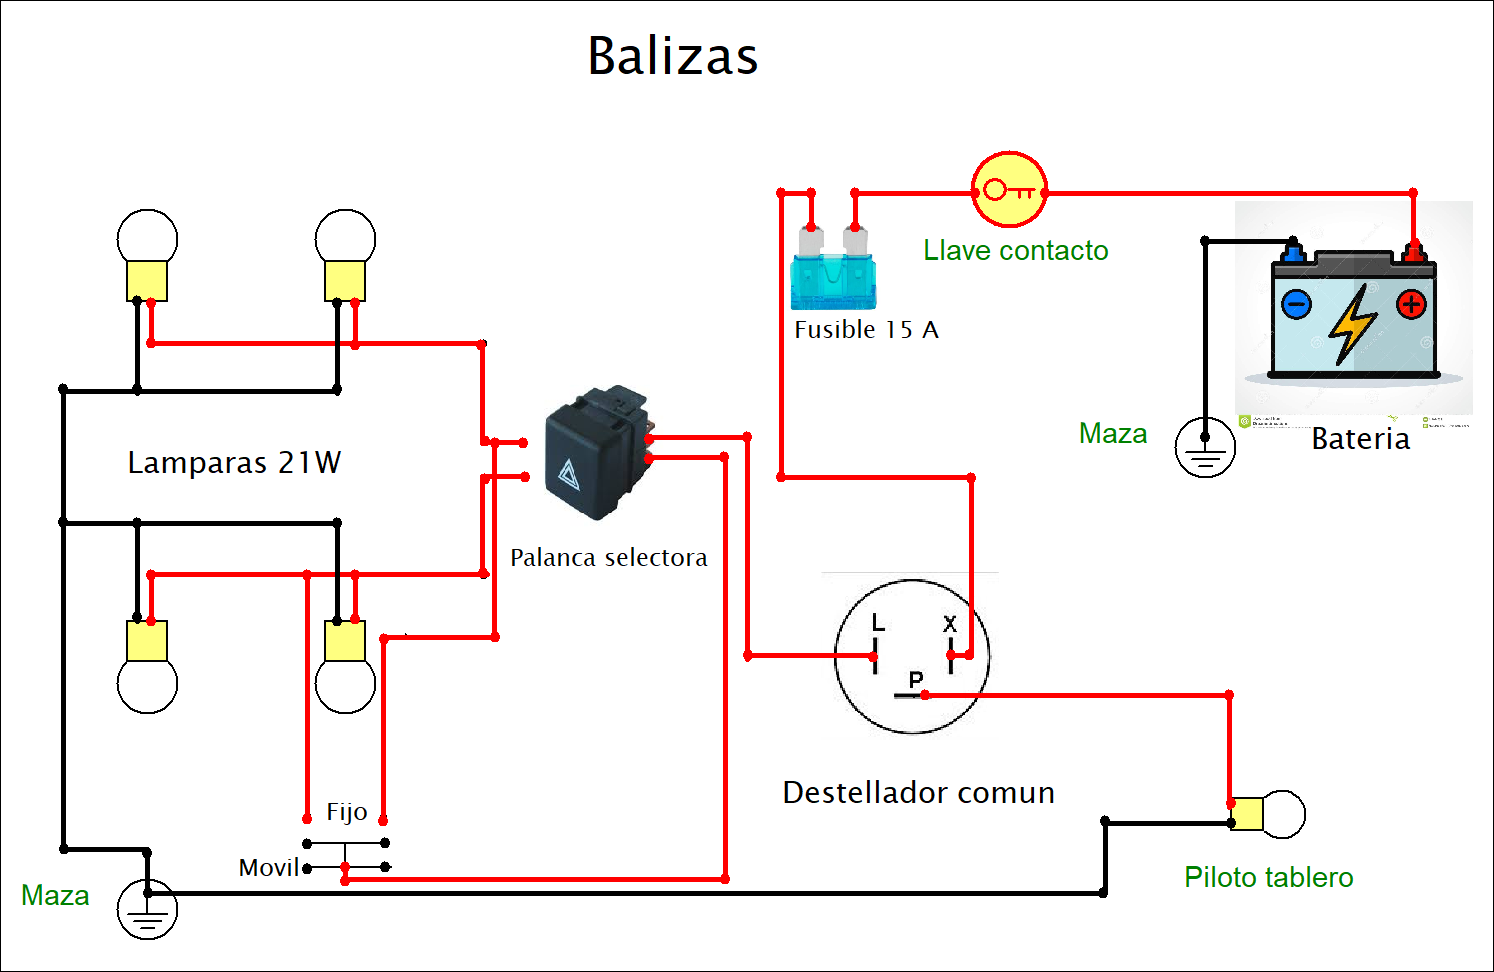 Balizas
Llave contacto
Fusible 15 A
Maza
Bateria
Lamparas 21W
Palanca selectora
L
X
P
Destellador comun
Fijo
Movil
Maza
Piloto tablero